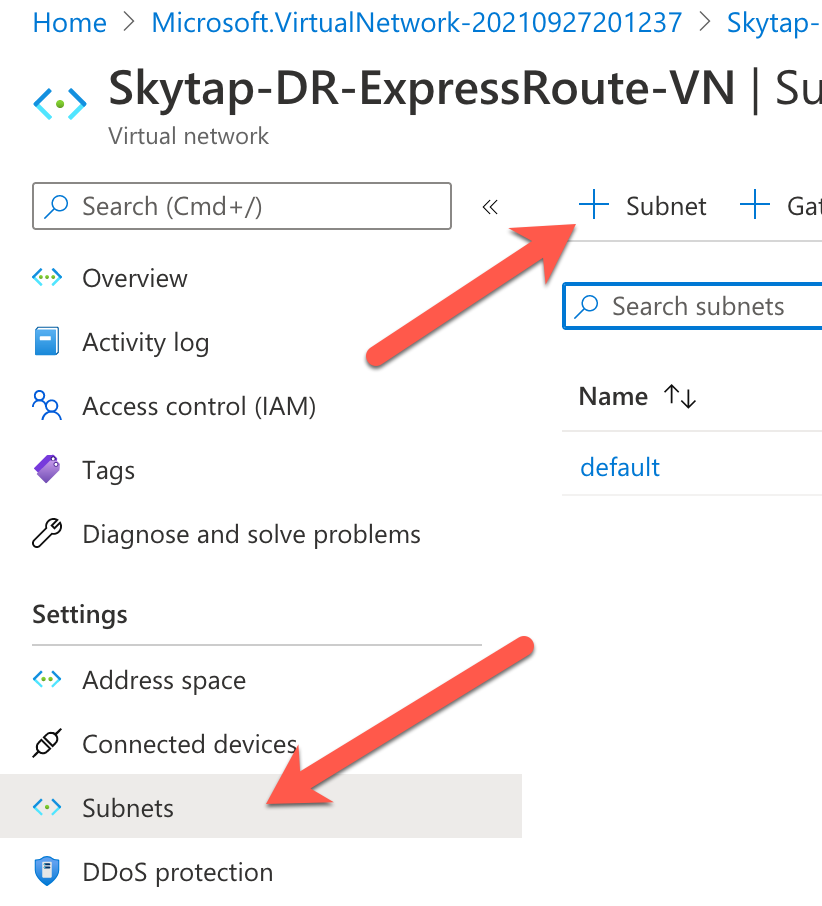 Home > Microsoft.VirtualNetwork-20210927201237 > Skytap-
Skytap-DR-ExpressRoute-VN | Su
Virtual network
Search (Cmd+/)
«
+ Subnet + Gat
Overview
Activity log
Access control (IAM)
Tags
Diagnose and solve problems
Settings
Address space
Connected devices
Subnets
DDoS protection
Search subnets
Name ↑↓
default